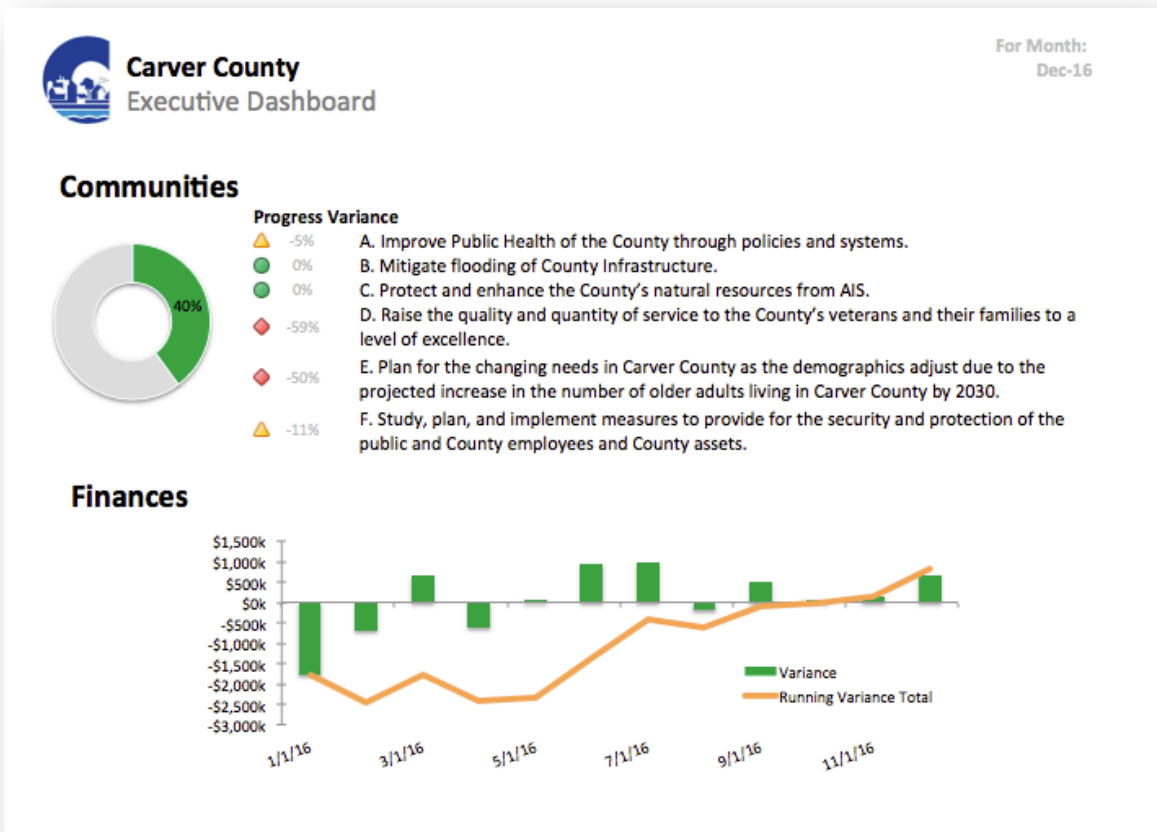 For Month:
Dec-16
Carver County
Executive Dashboard
Communities
Progress Variance
-5% A. Improve Public Health of the County through policies and systems.
0% B. Mitigate flooding of County Infrastructure.
0% C. Protect and enhance the County's natural resources from AIS.
-59% D. Raise the quality and quantity of service to the County's veterans and their families to a
level of excellence.
-50% E. Plan for the changing needs in Carver County as the demographics adjust due to the
projected increase in the number of older adults living in Carver County by 2030.
-11% F. Study, plan, and implement measures to provide for the security and protection of the
public and County employees and County assets.
40%
Finances
$1,500k
$1,000k
$500k
$0k
-$500k
-$1,000k
-$1,500k
-$2,000k
-$2,500k
-$3,000k
Variance
Running Variance Total
1/1/16
3/1/16
5/1/16
7/1/16
9/1/16
11/1/16